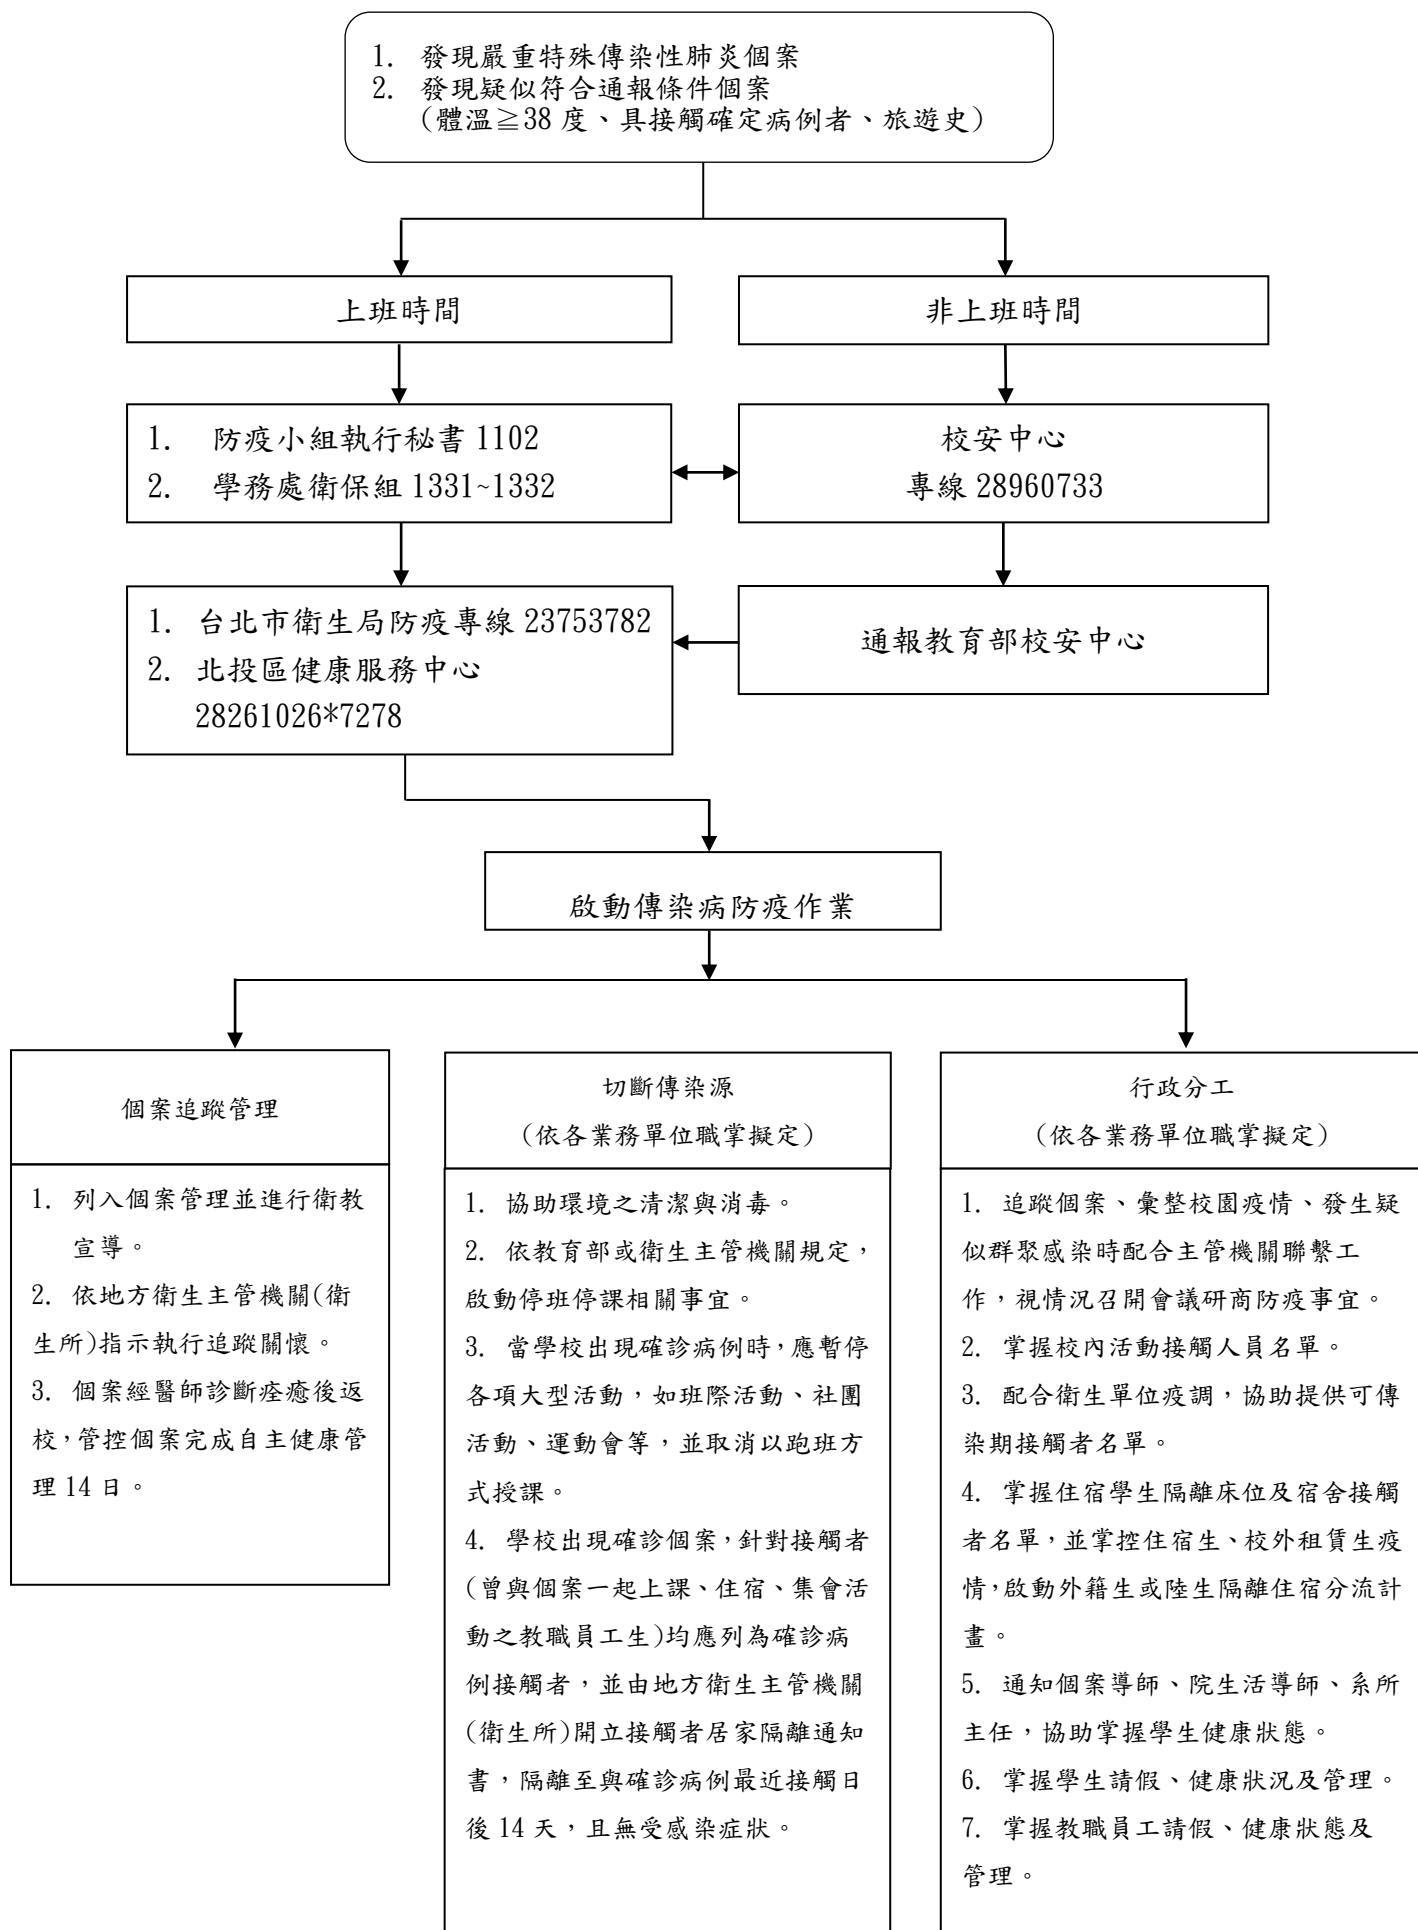 1. 發現嚴重特殊傳染性肺炎個案
2. 發現疑似符合通報條件個案
(體溫≧38 度、具接觸確定病例者、旅遊史)
上班時間
非上班時間
1. 防疫小組執行秘書 1102
2. 學務處衛保組 1331~1332
校安中心
專線 28960733
1. 台北市衛生局防疫專線 23753782
2. 北投區健康服務中心
28261026*7278
通報教育部校安中心
啟動傳染病防疫作業
個案追蹤管理
1. 列入個案管理並進行衛教
宣導。
2. 依地方衛生主管機關(衛
生所)指示執行追蹤關懷。
3. 個案經醫師診斷痊癒後返
校,管控個案完成自主健康管
理 14 日。
切斷傳染源
(依各業務單位職掌擬定)
1. 協助環境之清潔與消毒。
2. 依教育部或衛生主管機關規定,
啟動停班停課相關事宜。
3. 當學校出現確診病例時,應暫停
各項大型活動,如班際活動、社團
活動、運動會等,並取消以跑班方
式授課。
4. 學校出現確診個案,針對接觸者
(曾與個案一起上課、住宿、集會活
動之教職員工生)均應列為確診病
例接觸者,並由地方衛生主管機關
(衛生所)開立接觸者居家隔離通知
書,隔離至與確診病例最近接觸日
後 14 天,且無受感染症狀。
行政分工
(依各業務單位職掌擬定)
1. 追蹤個案、彙整校園疫情、發生疑
似群聚感染時配合主管機關聯繫工
作,視情況召開會議研商防疫事宜。
2. 掌握校內活動接觸人員名單。
3. 配合衛生單位疫調,協助提供可傳
染期接觸者名單。
4. 掌握住宿學生隔離床位及宿舍接觸
者名單,並掌控住宿生、校外租賃生疫
情,啟動外籍生或陸生隔離住宿分流計
畫。
5. 通知個案導師、院生活導師、系所
主任,協助掌握學生健康狀態。
6. 掌握學生請假、健康狀況及管理。
7. 掌握教職員工請假、健康狀態及
管理。